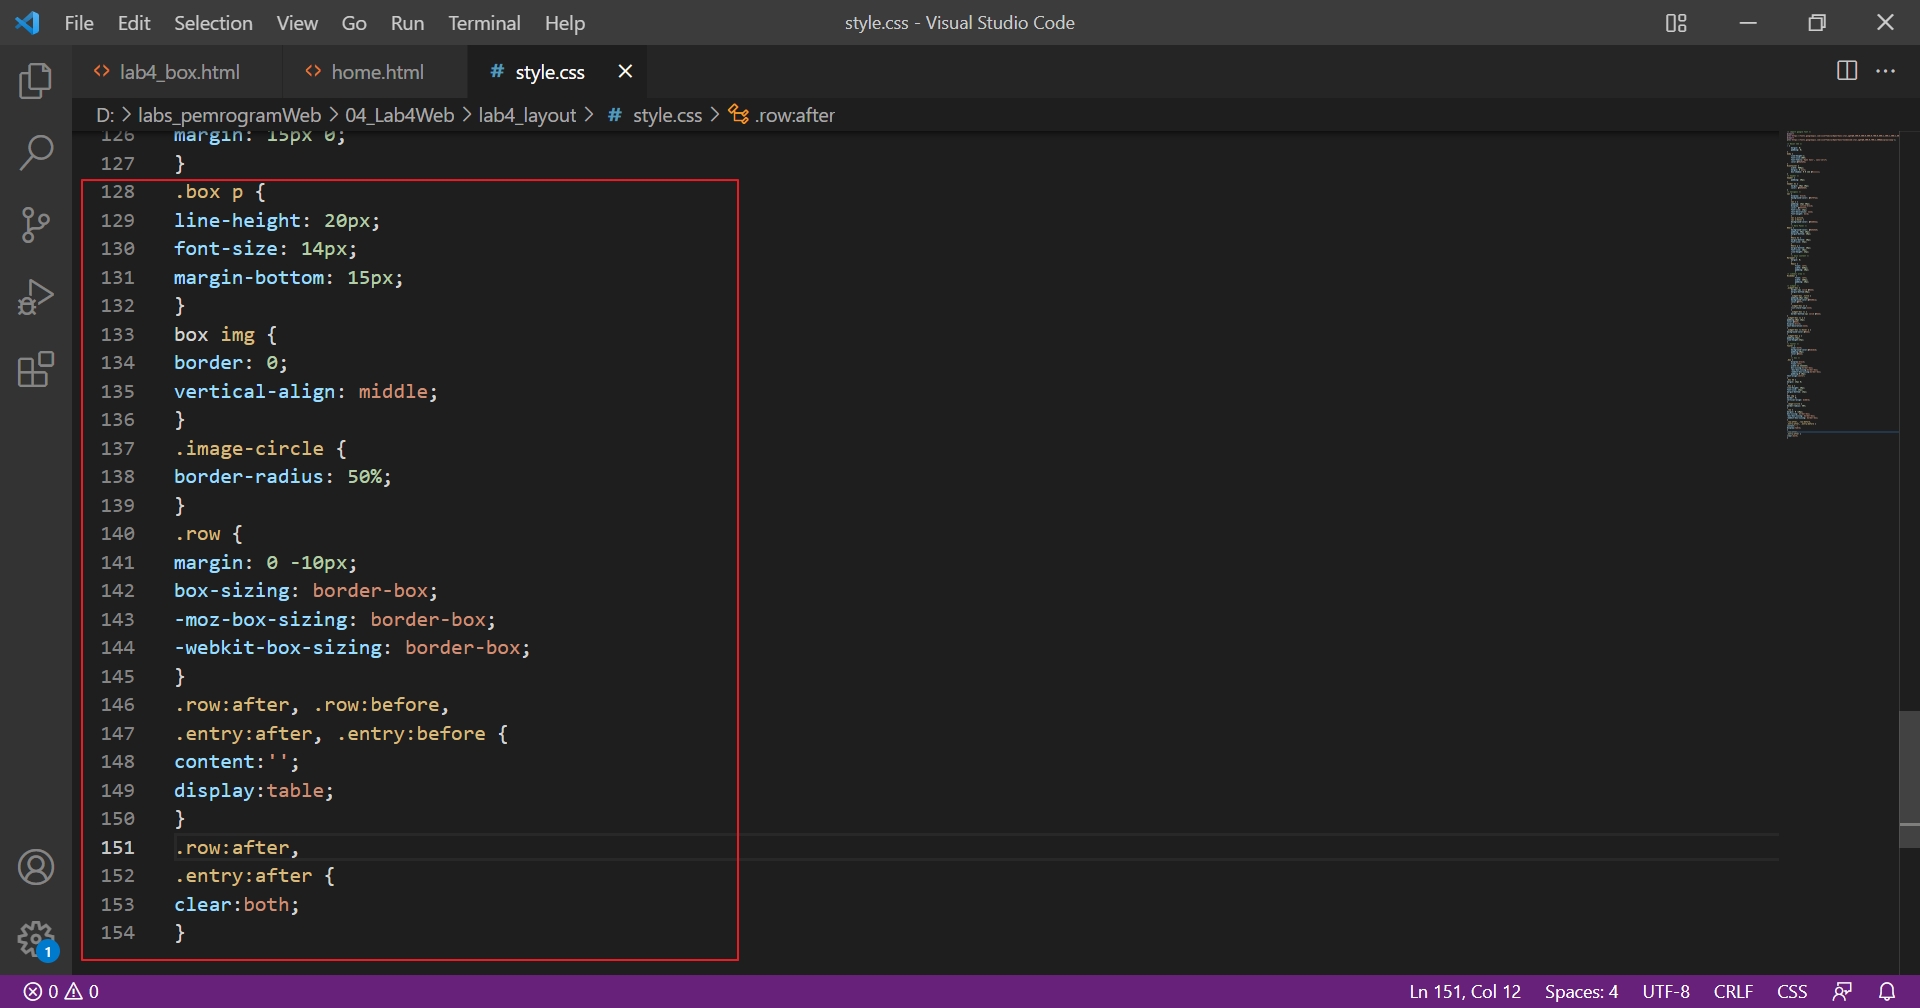 File Edit Selection View Go Run Terminal Help
style.css - Visual Studio Code
lab4_box.html
home.html
# style.css
D: > labs_pemrogramWeb > 04_Lab4Web > lab4_layout > # style.css > .row:after
126 margin: 15px 0;
127 }
128 .box p {
129 line-height: 20px;
130 font-size: 14px;
131 margin-bottom: 15px;
132 }
133 box img {
134 border: 0;
135 vertical-align: middle;
136 }
137 .image-circle {
138 border-radius: 50%;
139 }
140 .row {
141 margin: 0 -10px;
142 box-sizing: border-box;
143 -moz-box-sizing: border-box;
144 -webkit-box-sizing: border-box;
145 }
146 .row:after, .row:before,
147 .entry:after, .entry:before {
148 content:'';
149 display:table;
150 }
151 .row:after,
152 .entry:after {
153 clear:both;
154 }
1
0 0
Ln 151, Col 12 Spaces: 4 UTF-8 CRLF CSS